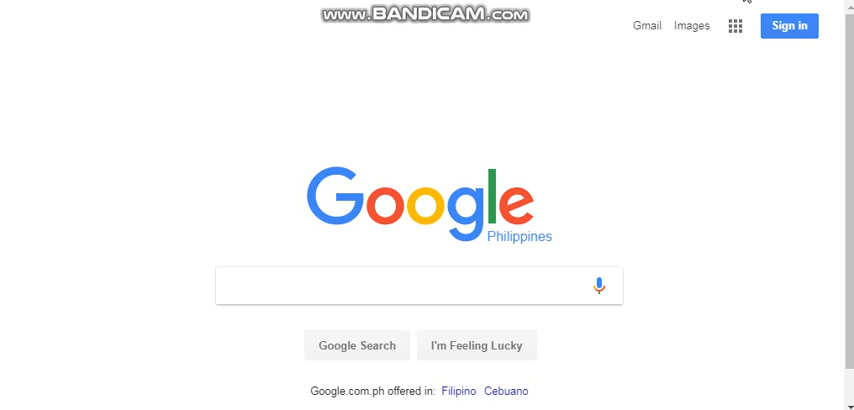 www.BANDICAM.com
Gmail Images Sign in
Google
Philippines
Google Search I'm Feeling Lucky
Google.com.ph offered in: Filipino Cebuano